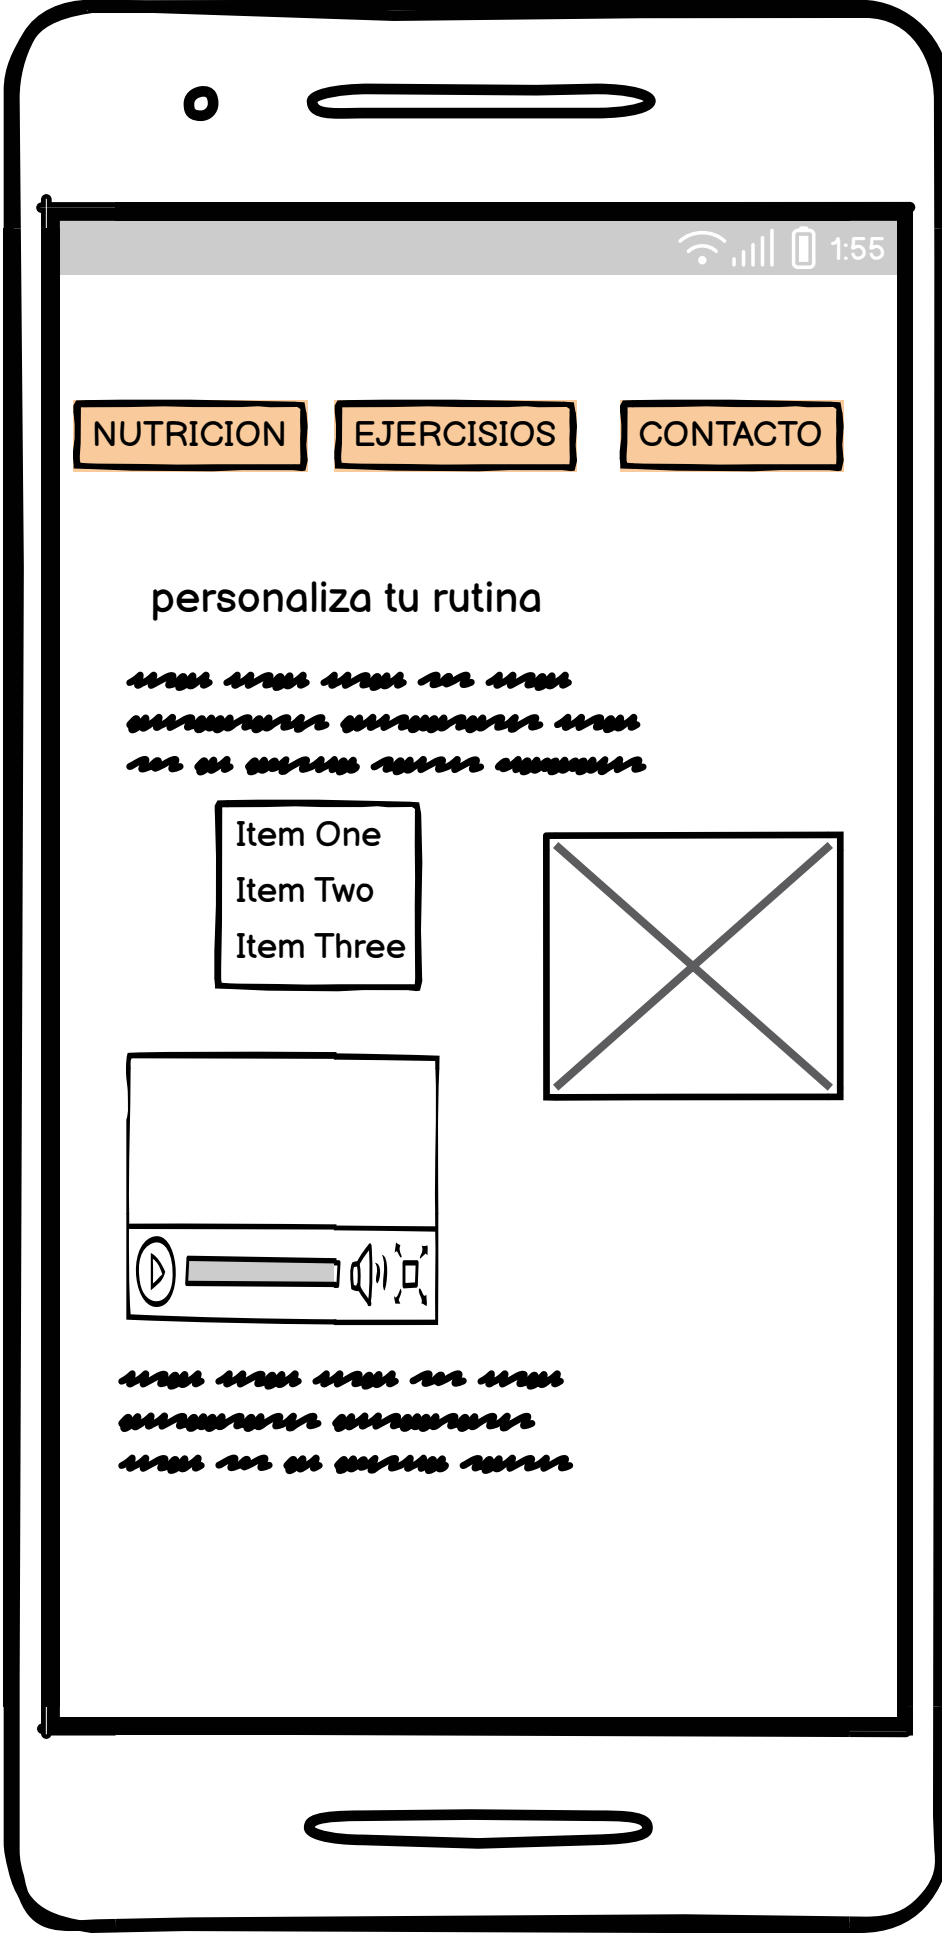 1:55
NUTRICION EJERCISIOS CONTACTO
personaliza tu rutina
Item One
Item Two
Item Three